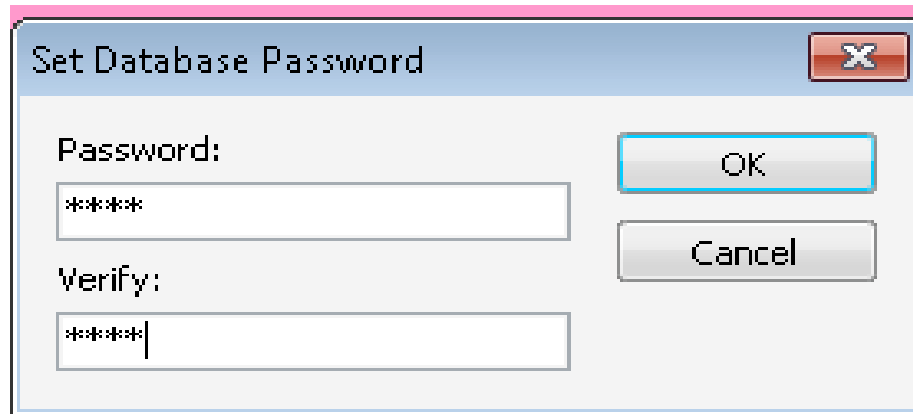 Set Database Password
Password:
OK
****
Cancel
Verify:
****